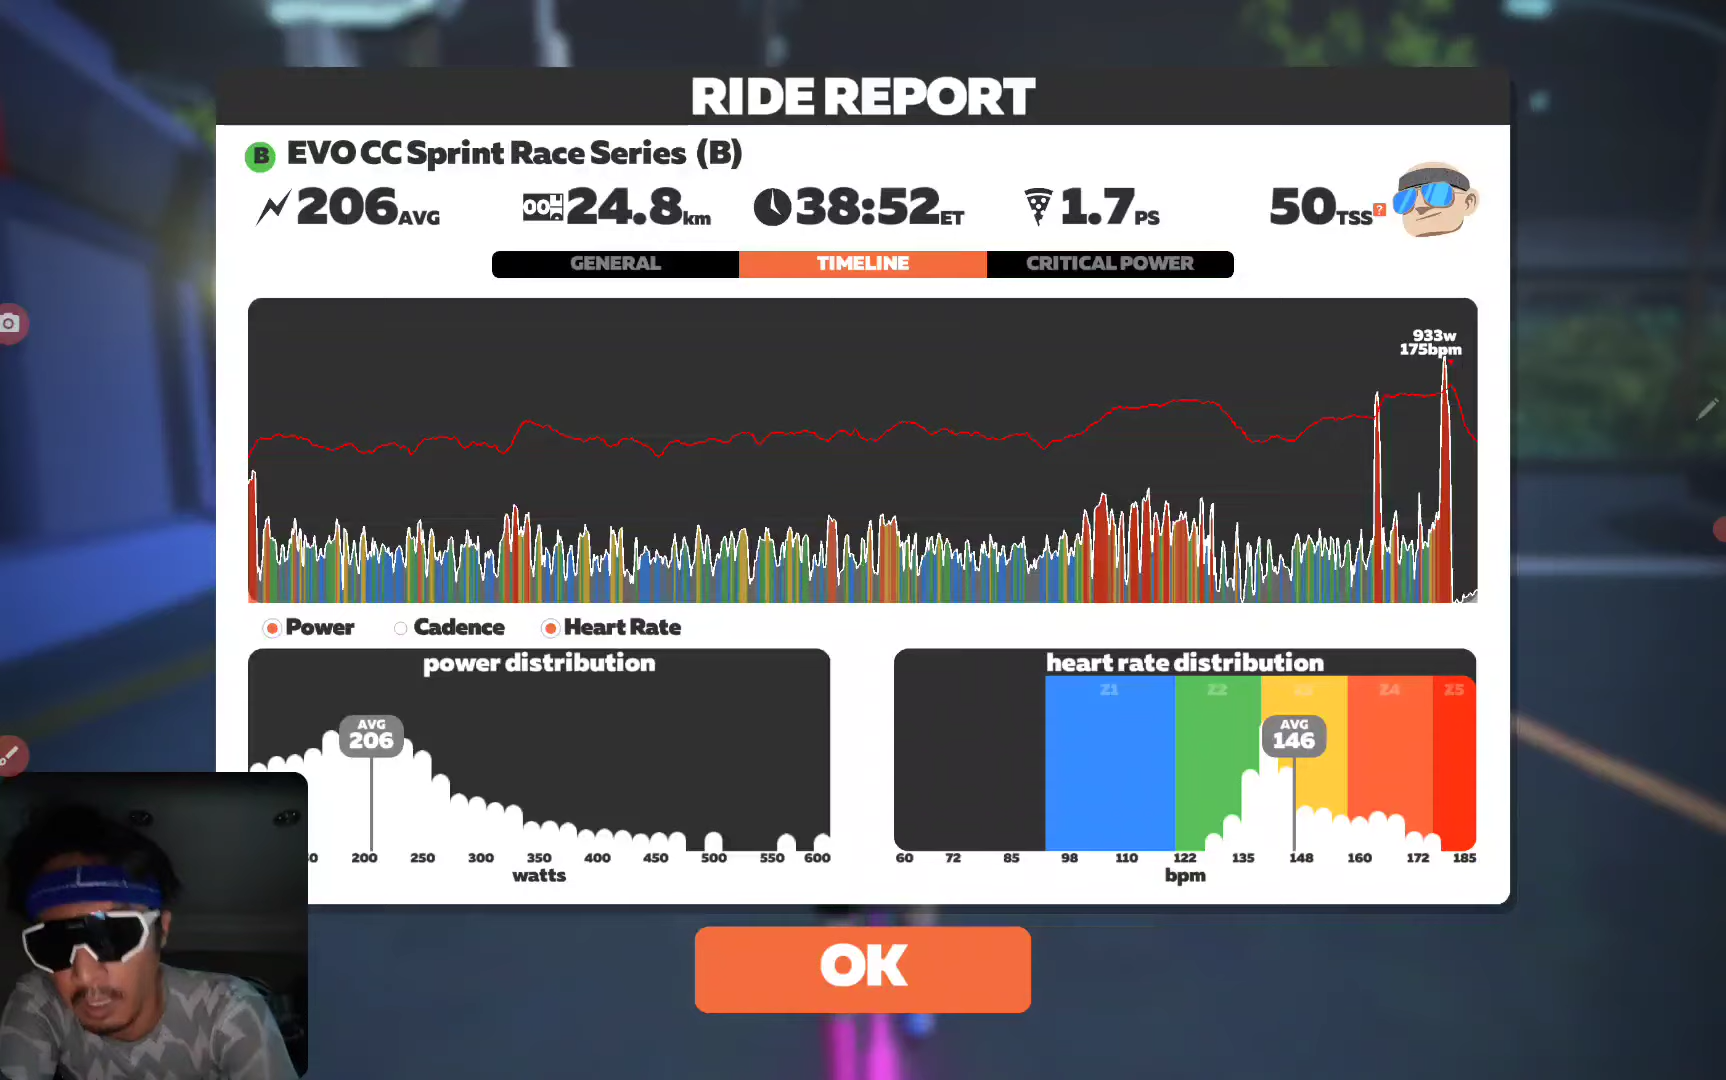 RIDE REPORT
B EVO CC Sprint Race Series (B)
206AVG 24.8km 38:52ET 1.7PS 50TSS?
GENERAL TIMELINE CRITICAL POWER
933w
175bpm
Power Cadence Heart Rate
power distribution
AVG
206
200 250 300 350 400 450 500 550 600
watts
heart rate distribution
Z1 Z2 Z3 Z4 Z5
AVG
146
60 72 85 98 110 122 135 148 160 172 185
bpm
OK